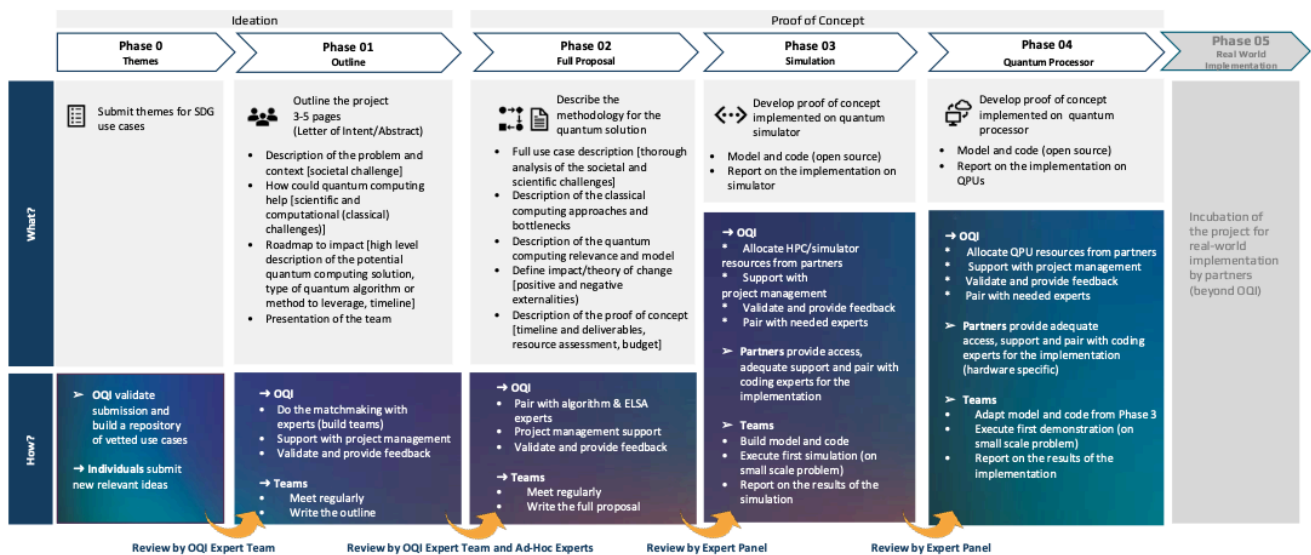 Ideation
Proof of Concept
Phase 0
Themes
Phase 01
Outline
Phase 02
Full Proposal
Phase 03
Simulation
Phase 04
Quantum Processor
Phase 05
Real World
Implementation
What?
Submit themes for SDG
use cases
Outline the project
3-5 pages
(Letter of Intent/Abstract)
• Description of the problem and
context [societal challenge]
• How could quantum computing
help [scientific and
computational (classical)
challenges)]
• Roadmap to impact [high level
description of the potential
quantum computing solution,
type of quantum algorithm or
method to leverage, timeline]
• Presentation of the team
Describe the
methodology for the
quantum solution
• Full use case description [thorough
analysis of the societal and
scientific challenges]
• Description of the classical
computing approaches and
bottlenecks
• Description of the quantum
computing relevance and model
• Define impact/theory of change
[positive and negative
externalities)
• Description of the proof of concept
[timeline and deliverables,
resource assessment, budget]
Develop proof of concept
implemented on quantum
simulator
• Model and code (open source)
• Report on the implementation on
simulator
→ OQI
* Allocate HPC/simulator
resources from partners
* Support with
project management
* Validate and provide feedback
* Pair with needed experts
➢ Partners provide access,
adequate support and pair with
coding experts for the
implementation
➢ Teams
• Build model and code
• Execute first simulation (on
small scale problem)
• Report on the results of the
simulation
Develop proof of concept
implemented on quantum
processor
• Model and code (open source)
• Report on the implementation on
QPUs
→ OQI
* Allocate QPU resources from partners
* Support with project management
* Validate and provide feedback
* Pair with needed experts
➢ Partners provide adequate
access, support and pair with coding
experts for the implementation
(hardware specific)
➢ Teams
• Adapt model and code from Phase 3
• Execute first demonstration (on
small scale problem)
• Report on the results of the
implementation
Incubation of
the project for
real-world
implementation
by partners
(beyond OQI)
How?
➢ OQI validate
submission and
build a repository
of vetted use cases
→ Individuals submit
new relevant ideas
→ OQI
• Do the matchmaking with
experts (build teams)
• Support with project management
• Validate and provide feedback
→ Teams
• Meet regularly
• Write the outline
→ OQI
• Pair with algorithm & ELSA
experts
• Project management support
• Validate and provide feedback
→ Teams
• Meet regularly
• Write the full proposal
Review by OQI Expert Team
Review by OQI Expert Team and Ad-Hoc Experts
Review by Expert Panel
Review by Expert Panel